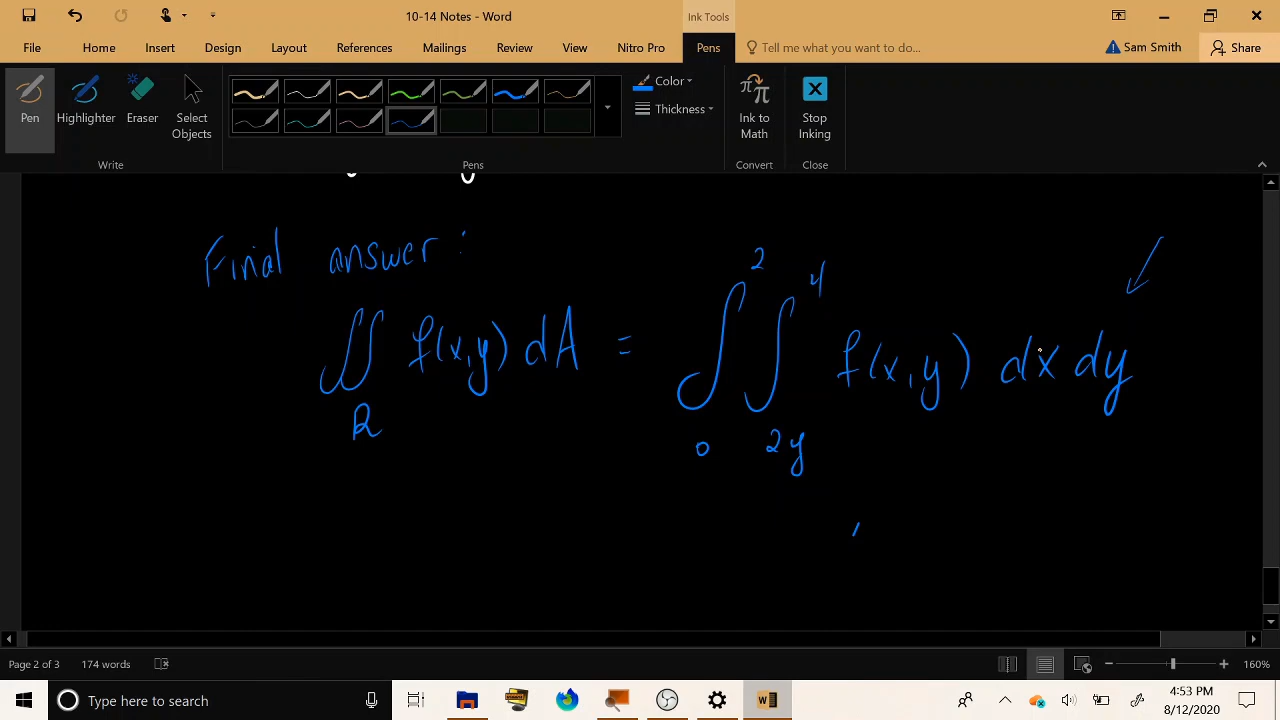 10-14 Notes - Word
Ink Tools
File Home Insert Design Layout References Mailings Review View Nitro Pro Pens Tell me what you want to do... Sam Smith Share
Pen Highlighter Eraser Select Objects
Color
Thickness
Ink to Math
Stop Inking
Write Pens Convert Close
Final answer:
∬_R f(x,y) dA = ∫_0^2 ∫_{2y}^4 f(x,y) dx dy
Page 2 of 3 174 words 160%
Type here to search
4:53 PM
8/12/2020